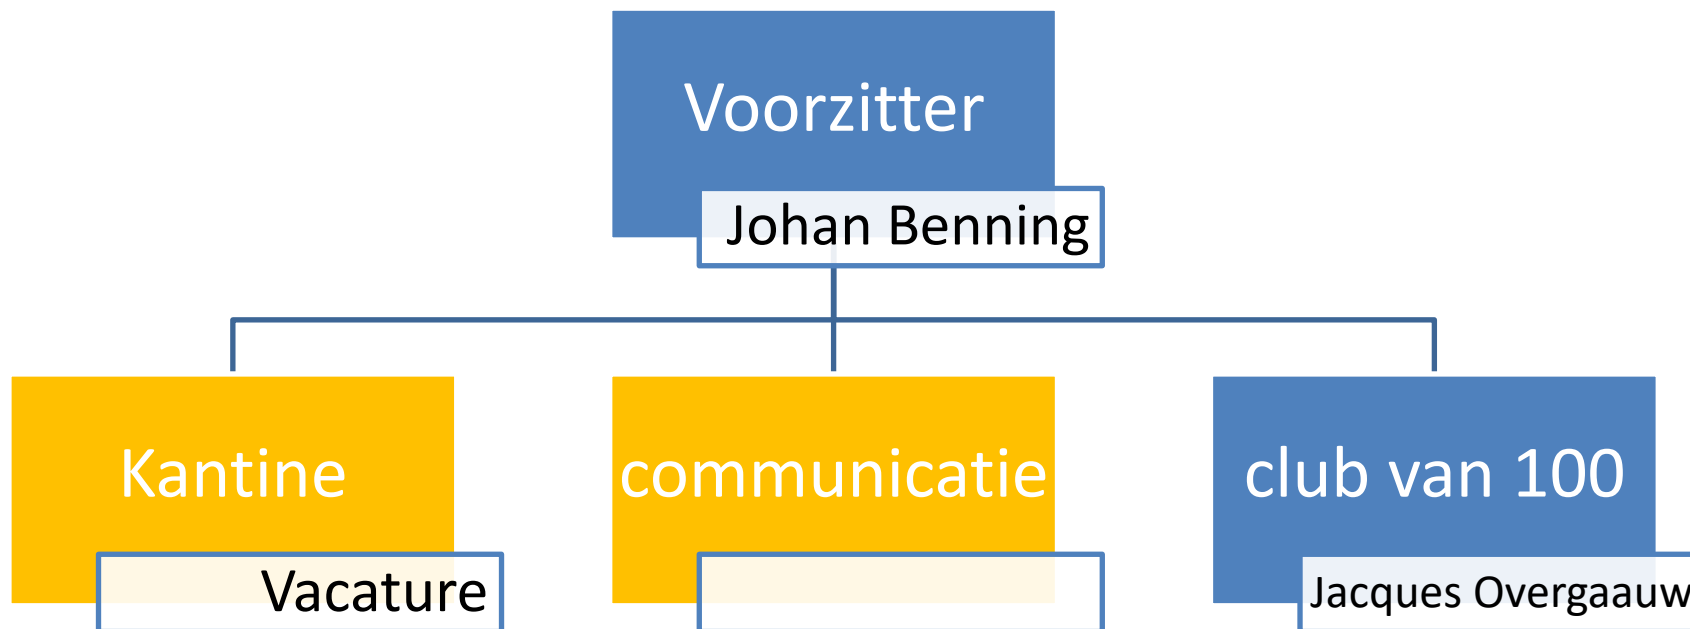 Voorzitter
Johan Benning
Kantine
Vacature
communicatie
club van 100
Jacques Overgaauw